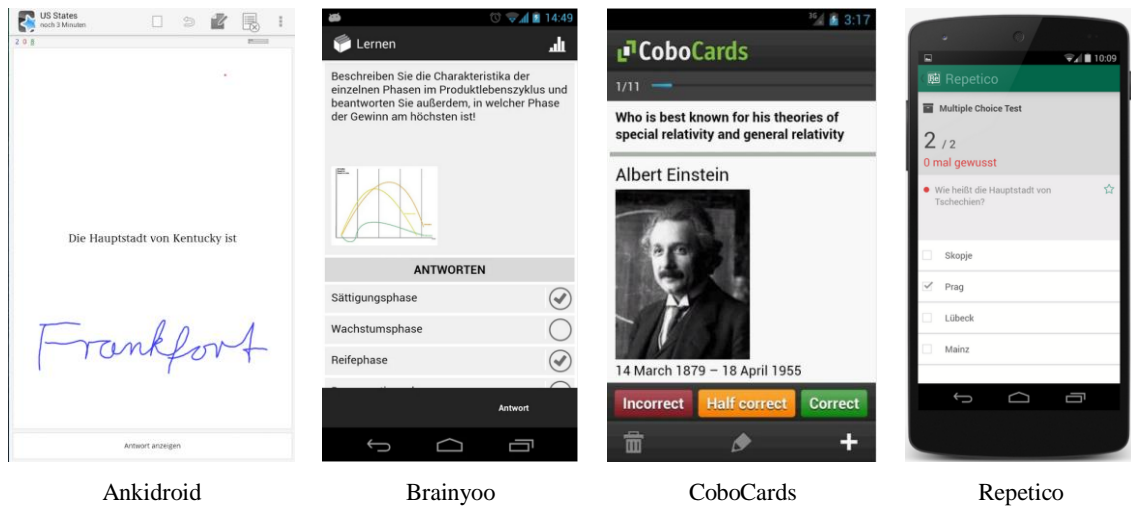 US States
noch 3 Minuten
2 0 8
Die Hauptstadt von Kentucky ist
Frankfort
Antwort anzeigen
Ankidroid
14:49
Lernen
Beschreiben Sie die Charakteristika der
einzelnen Phasen im Produktlebenszyklus und
beantworten Sie außerdem, in welcher Phase
der Gewinn am höchsten ist!
ANTWORTEN
Sättigungsphase
Wachstumsphase
Reifephase
Antwort
Brainyoo
3G 3:17
CoboCards
1/11
Who is best known for his theories of
special relativity and general relativity
Albert Einstein
14 March 1879 – 18 April 1955
Incorrect Half correct Correct
CoboCards
10:09
Repetico
Multiple Choice Test
2 / 2
0 mal gewusst
Wie heißt die Hauptstadt von
Tschechien?
Skopje
Prag
Lübeck
Mainz
Repetico